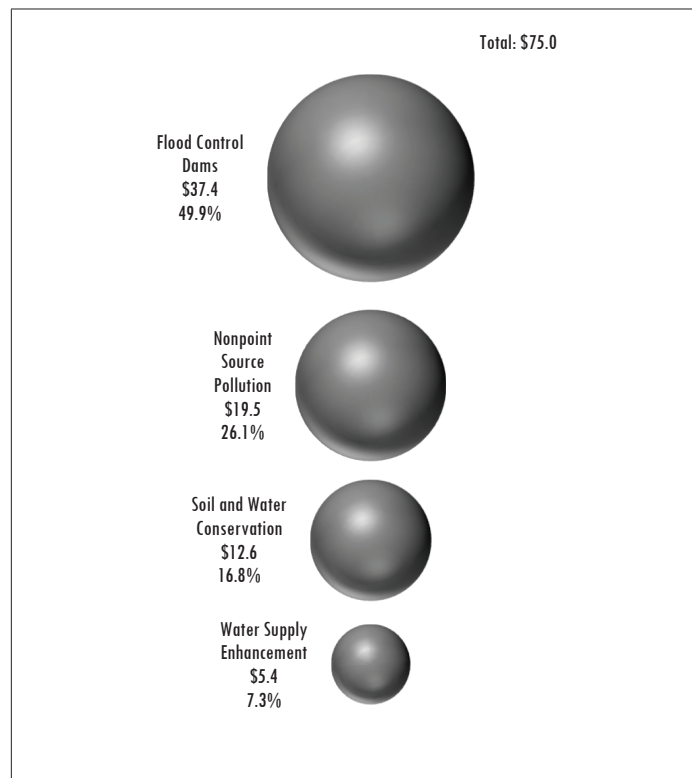 Total: $75.0
Flood Control
Dams
$37.4
49.9%
Nonpoint
Source
Pollution
$19.5
26.1%
Soil and Water
Conservation
$12.6
16.8%
Water Supply
Enhancement
$5.4
7.3%